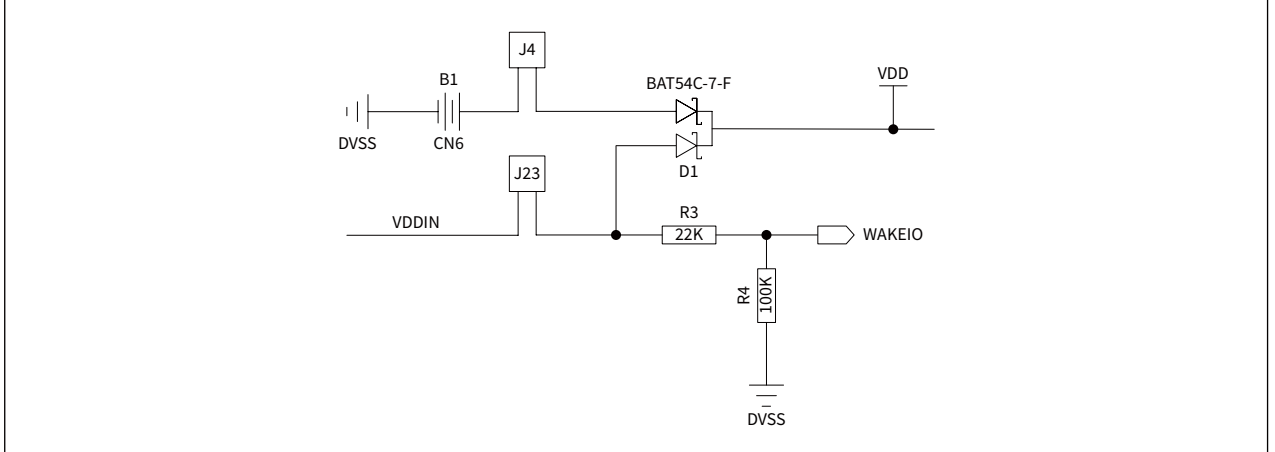 J4
B1
BAT54C-7-F
VDD
DVSS
CN6
D1
J23
R3
VDDIN
22K
WAKEIO
R4
100K
DVSS